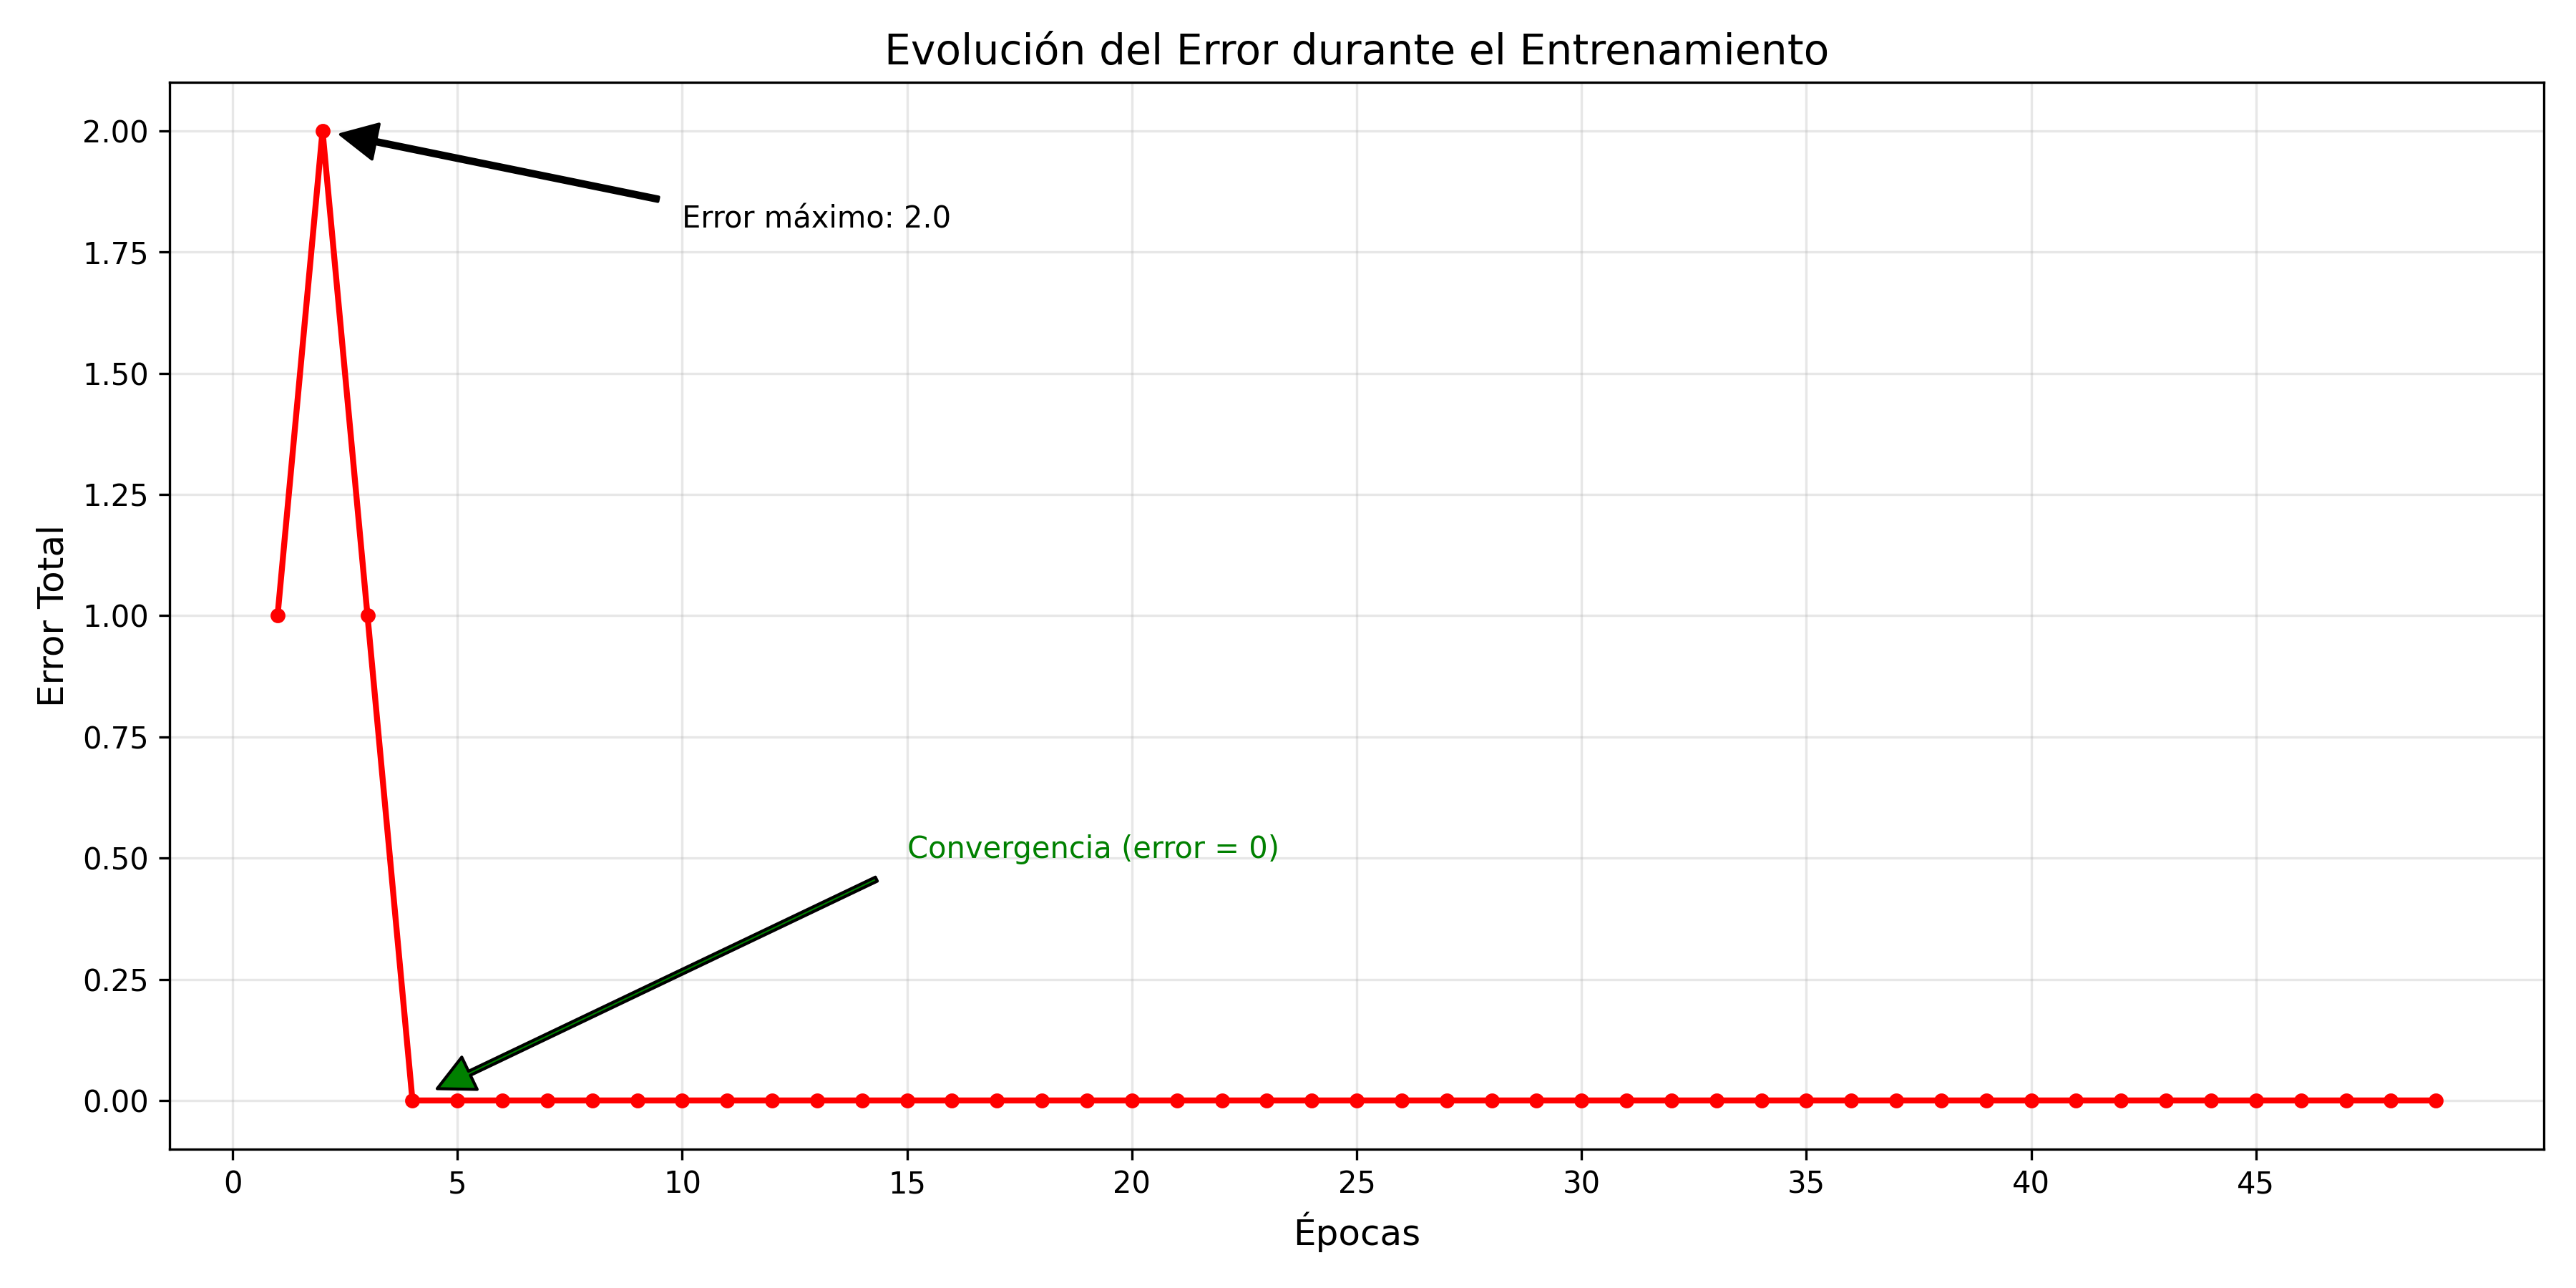 Evolución del Error durante el Entrenamiento
Error Total
2.00
1.75
1.50
1.25
1.00
0.75
0.50
0.25
0.00
Error máximo: 2.0
Convergencia (error = 0)
0 5 10 15 20 25 30 35 40 45
Épocas